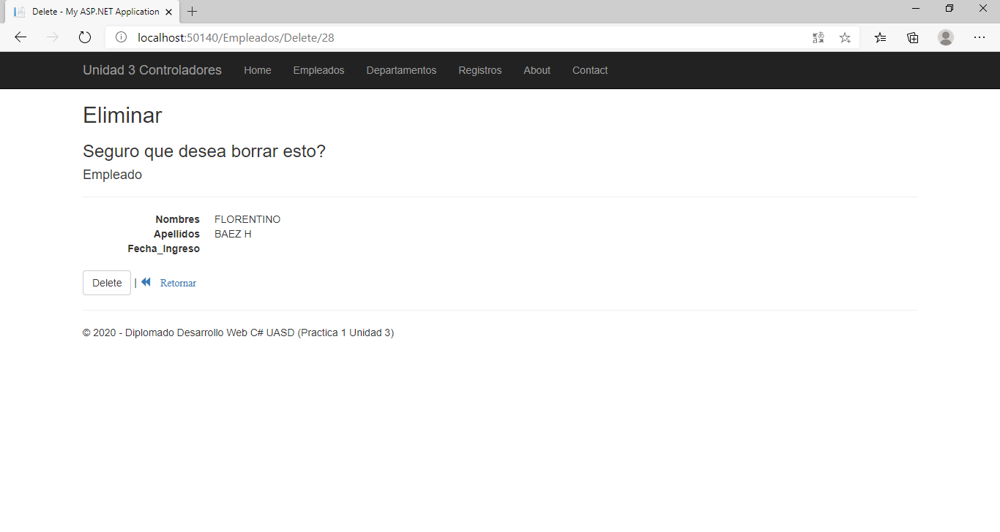 Delete - My ASP.NET Application
localhost:50140/Empleados/Delete/28
Unidad 3 Controladores Home Empleados Departamentos Registros About Contact
Eliminar
Seguro que desea borrar esto?
Empleado
Nombres FLORENTINO
Apellidos BAEZ H
Fecha_Ingreso
Delete | Retornar
© 2020 - Diplomado Desarrollo Web C# UASD (Practica 1 Unidad 3)